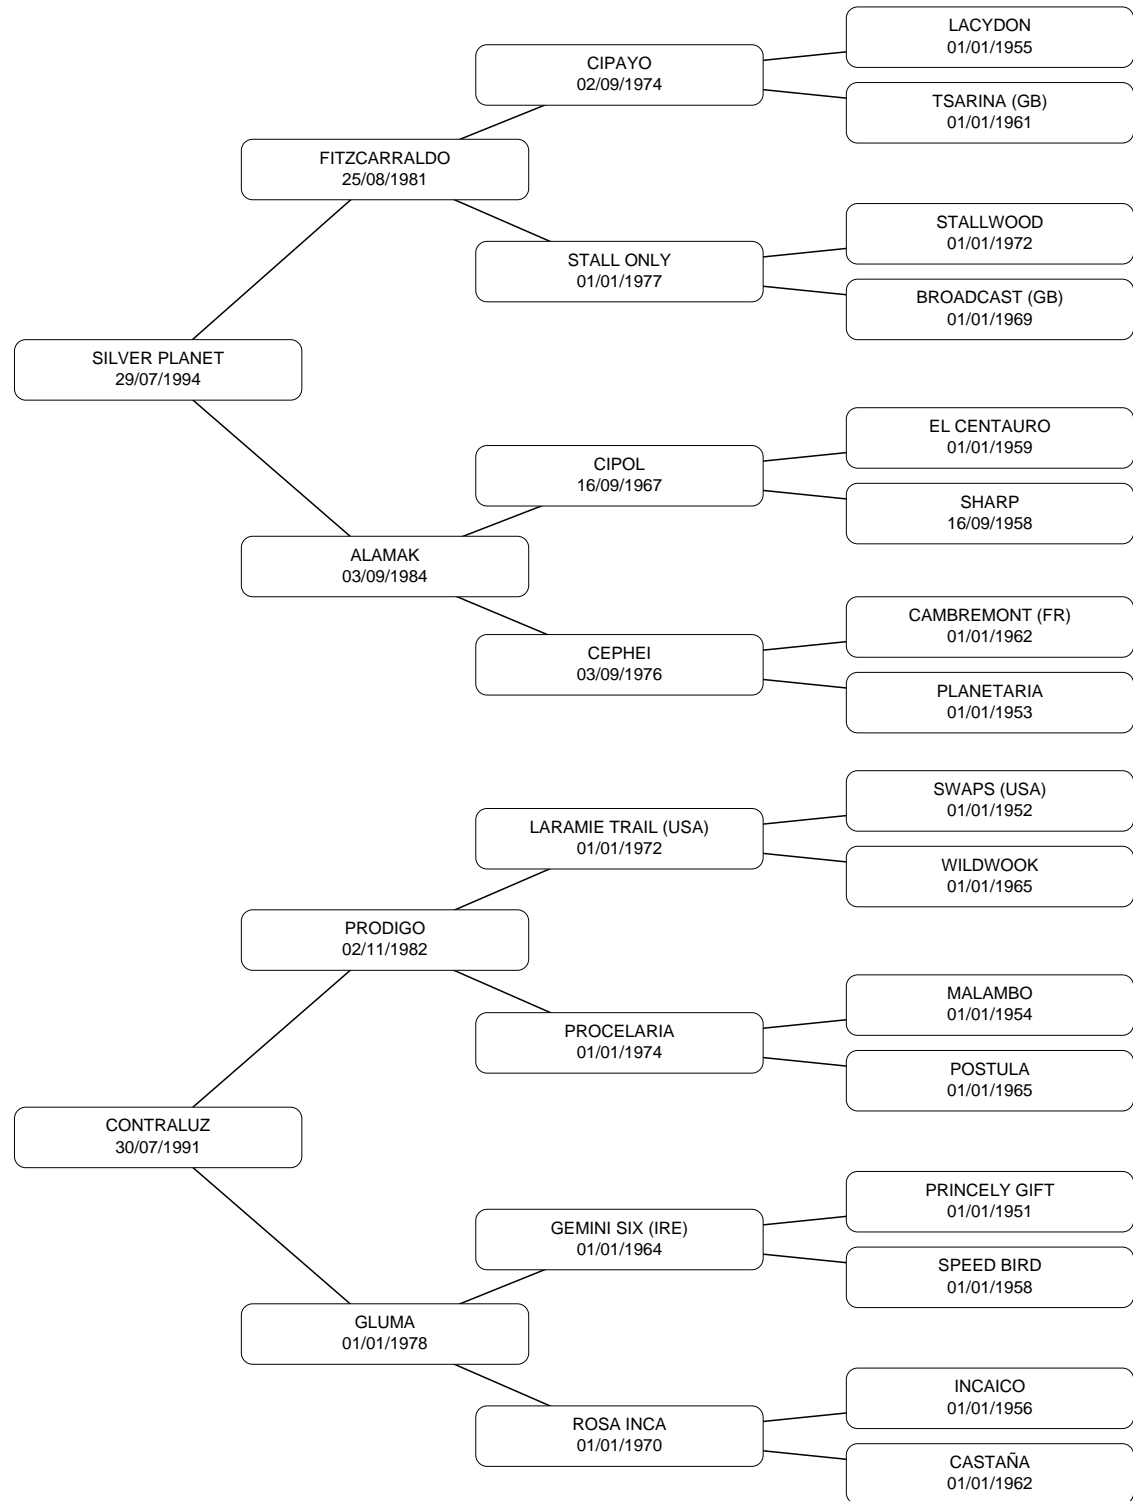 LACYDON
01/01/1955
CIPAYO
02/09/1974
TSARINA (GB)
01/01/1961
FITZCARRALDO
25/08/1981
STALLWOOD
01/01/1972
STALL ONLY
01/01/1977
BROADCAST (GB)
01/01/1969
SILVER PLANET
29/07/1994
EL CENTAURO
01/01/1959
CIPOL
16/09/1967
SHARP
16/09/1958
ALAMAK
03/09/1984
CAMBREMONT (FR)
01/01/1962
CEPHEI
03/09/1976
PLANETARIA
01/01/1953
SWAPS (USA)
01/01/1952
LARAMIE TRAIL (USA)
01/01/1972
WILDWOOK
01/01/1965
PRODIGO
02/11/1982
MALAMBO
01/01/1954
PROCELARIA
01/01/1974
POSTULA
01/01/1965
CONTRALUZ
30/07/1991
PRINCELY GIFT
01/01/1951
GEMINI SIX (IRE)
01/01/1964
SPEED BIRD
01/01/1958
GLUMA
01/01/1978
INCAICO
01/01/1956
ROSA INCA
01/01/1970
CASTAÑA
01/01/1962